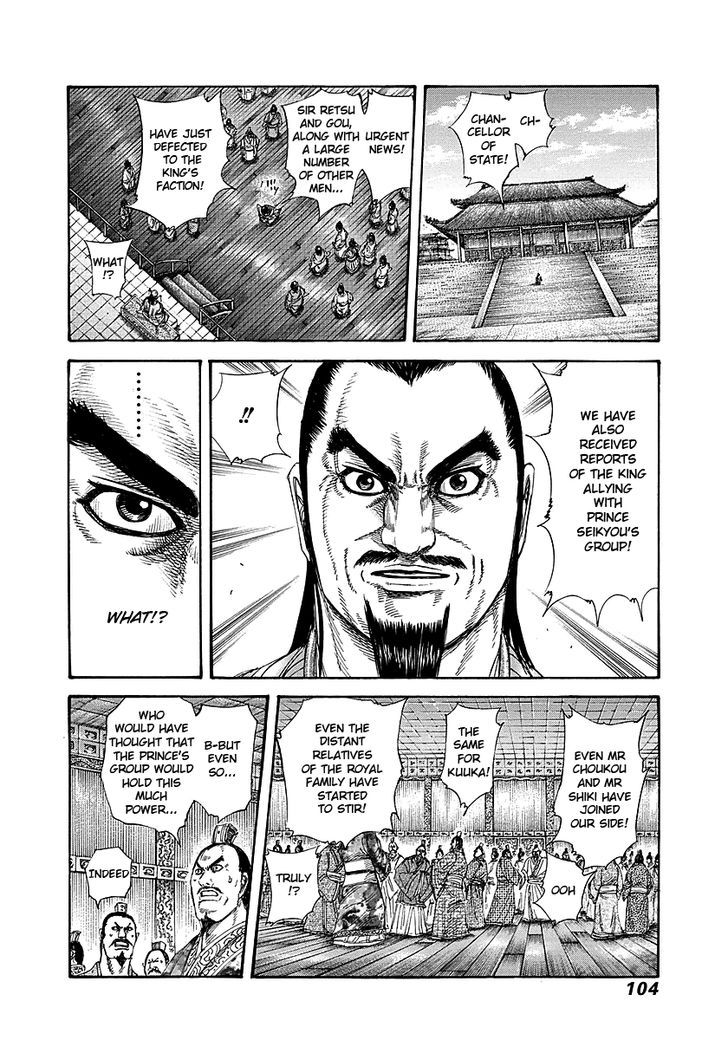 CH-
CHAN-
CELLOR
OF
STATE!
URGENT
NEWS!
SIR RETSU
AND GOU,
ALONG WITH
A LARGE
NUMBER
OF OTHER
MEN...
HAVE JUST
DEFECTED
TO THE
KING'S
FACTION!
WHAT
!?
WE HAVE
ALSO
RECEIVED
REPORTS
OF THE KING
ALLYING
WITH
PRINCE
SEIKYOU'S
GROUP!
!!
WHAT!?
EVEN MR
CHOUKOU
AND MR
SHIKI HAVE
JOINED
OUR SIDE!
OOH
THE
SAME
FOR
KUUKA!
EVEN THE
DISTANT
RELATIVES
OF THE ROYAL
FAMILY HAVE
STARTED
TO STIR!
TRULY
!?
B-BUT
EVEN
SO...
WHO
WOULD HAVE
THOUGHT THAT
THE PRINCE'S
GROUP WOULD
HOLD THIS
MUCH
POWER...
INDEED
104